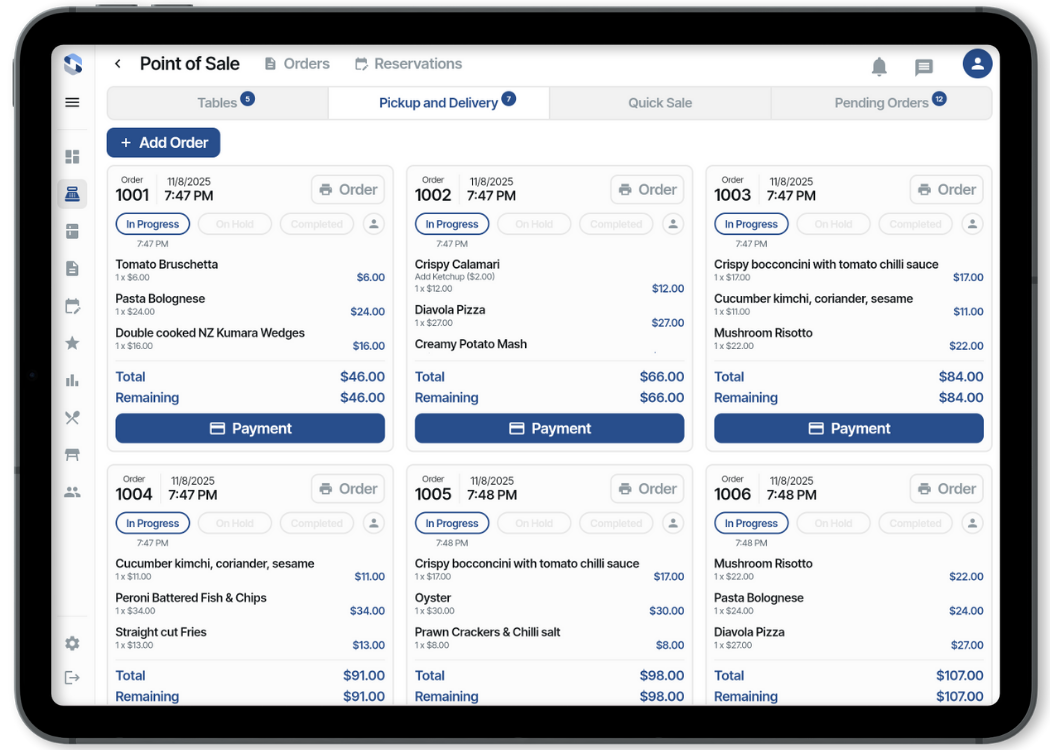 Point of Sale
Orders
Reservations
Tables 5
Pickup and Delivery 7
Quick Sale
Pending Orders 12
+ Add Order
Order
1001
11/8/2025
7:47 PM
Order
In Progress
On Hold
Completed
7:47 PM
Tomato Bruschetta
1 x $6.00
$6.00
Pasta Bolognese
1 x $24.00
$24.00
Double cooked NZ Kumara Wedges
1 x $16.00
$16.00
Total $46.00
Remaining $46.00
Payment
Order
1002
11/8/2025
7:47 PM
Order
In Progress
On Hold
Completed
7:47 PM
Crispy Calamari
Add Ketchup ($2.00)
1 x $12.00
$12.00
Diavola Pizza
1 x $27.00
$27.00
Creamy Potato Mash
Total $66.00
Remaining $66.00
Payment
Order
1003
11/8/2025
7:47 PM
Order
In Progress
On Hold
Completed
7:47 PM
Crispy bocconcini with tomato chilli sauce
1 x $17.00
$17.00
Cucumber kimchi, coriander, sesame
1 x $11.00
$11.00
Mushroom Risotto
1 x $22.00
$22.00
Total $84.00
Remaining $84.00
Payment
Order
1004
11/8/2025
7:47 PM
Order
In Progress
On Hold
Completed
7:47 PM
Cucumber kimchi, coriander, sesame
1 x $11.00
$11.00
Peroni Battered Fish & Chips
1 x $34.00
$34.00
Straight cut Fries
1 x $13.00
$13.00
Total $91.00
Remaining $91.00
Order
1005
11/8/2025
7:48 PM
Order
In Progress
On Hold
Completed
7:48 PM
Crispy bocconcini with tomato chilli sauce
1 x $17.00
$17.00
Oyster
1 x $30.00
$30.00
Prawn Crackers & Chilli salt
1 x $8.00
$8.00
Total $98.00
Remaining $98.00
Order
1006
11/8/2025
7:48 PM
Order
In Progress
On Hold
Completed
7:48 PM
Mushroom Risotto
1 x $22.00
$22.00
Pasta Bolognese
1 x $24.00
$24.00
Diavola Pizza
1 x $27.00
$27.00
Total $107.00
Remaining $107.00